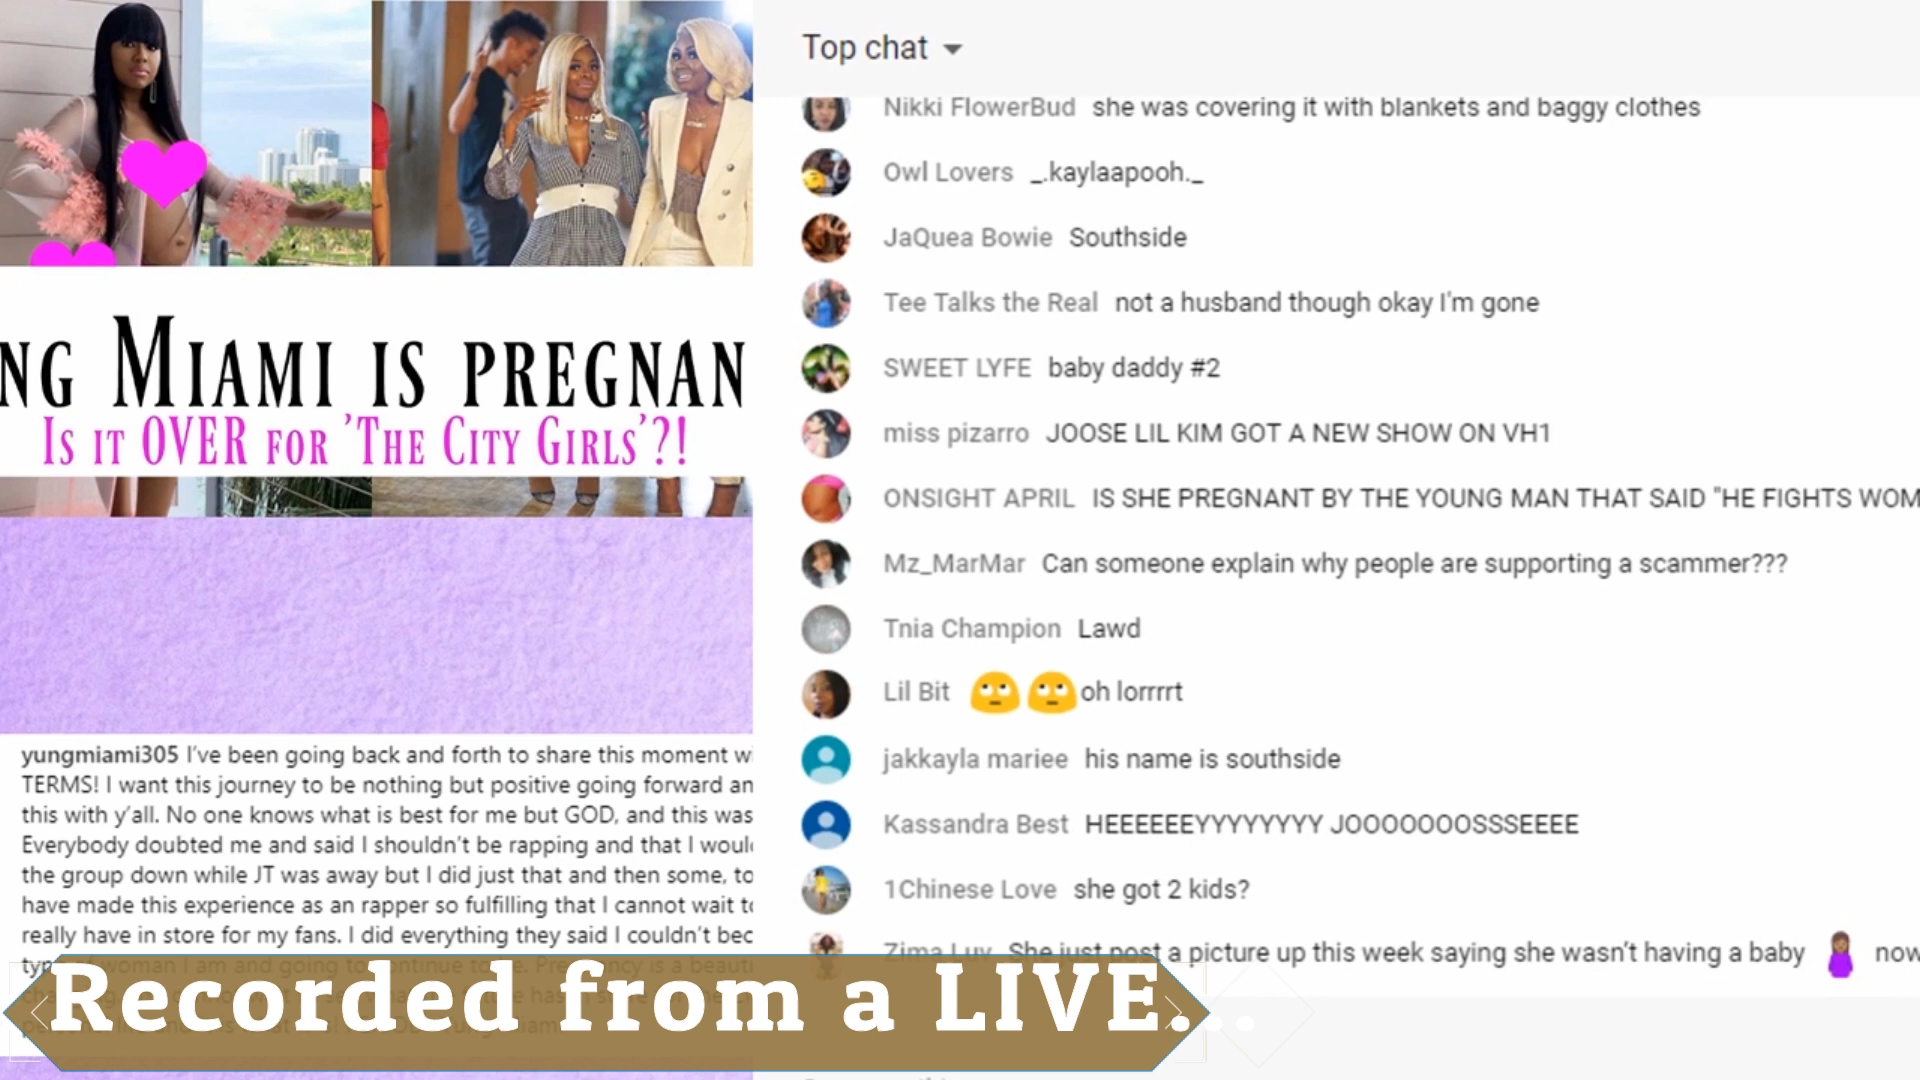 NG MIAMI IS PREGNAN
IS IT OVER FOR 'THE CITY GIRLS'?!
yungmiami305 I've been going back and forth to share this moment wi
TERMS! I want this journey to be nothing but positive going forward an
this with y'all. No one knows what is best for me but GOD, and this was
Everybody doubted me and said I shouldn't be rapping and that I woul
the group down while JT was away but I did just that and then some, to
have made this experience as an rapper so fulfilling that I cannot wait to
really have in store for my fans. I did everything they said I couldn't bec
Recorded from a LIVE...
Top chat
Nikki FlowerBud she was covering it with blankets and baggy clothes
Owl Lovers _.kaylaapooh._
JaQuea Bowie Southside
Tee Talks the Real not a husband though okay I'm gone
SWEET LYFE baby daddy #2
miss pizarro JOOSE LIL KIM GOT A NEW SHOW ON VH1
ONSIGHT APRIL IS SHE PREGNANT BY THE YOUNG MAN THAT SAID "HE FIGHTS WOM
Mz_MarMar Can someone explain why people are supporting a scammer???
Tnia Champion Lawd
Lil Bit 🙄🙄oh lorrrrt
jakkayla mariee his name is southside
Kassandra Best HEEEEEEYYYYYYYY JOOOOOOOSSSEEEE
1Chinese Love she got 2 kids?
Zima Luv She just post a picture up this week saying she wasn't having a baby 🤰🏽 now